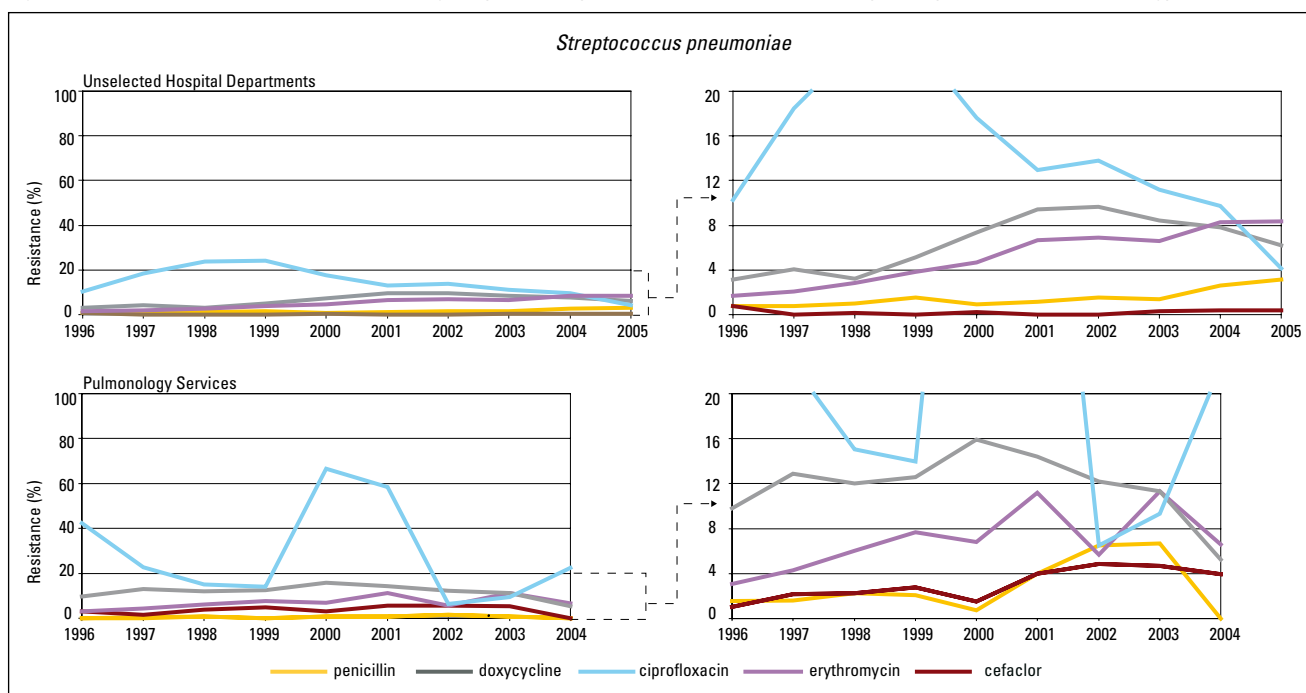 Streptococcus pneumoniae
Unselected Hospital Departments
Resistance (%)
100
80
60
40
20
0
1996 1997 1998 1999 2000 2001 2002 2003 2004 2005
20
16
12
8
4
0
1996 1997 1998 1999 2000 2001 2002 2003 2004 2005
Pulmonology Services
Resistance (%)
100
80
60
40
20
0
1996 1997 1998 1999 2000 2001 2002 2003 2004
20
16
12
8
4
0
1996 1997 1998 1999 2000 2001 2002 2003 2004
penicillin doxycycline ciprofloxacin erythromycin cefaclor